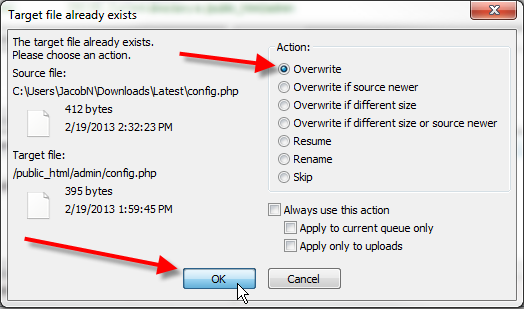 Target file already exists
The target file already exists.
Please choose an action.
Source file:
C:\Users\JacobN\Downloads\Latest\config.php
412 bytes
2/19/2013 2:32:23 PM
Target file:
/public_html/admin/config.php
395 bytes
2/19/2013 1:59:45 PM
Action:
Overwrite
Overwrite if source newer
Overwrite if different size
Overwrite if different size or source newer
Resume
Rename
Skip
Always use this action
Apply to current queue only
Apply only to uploads
OK
Cancel